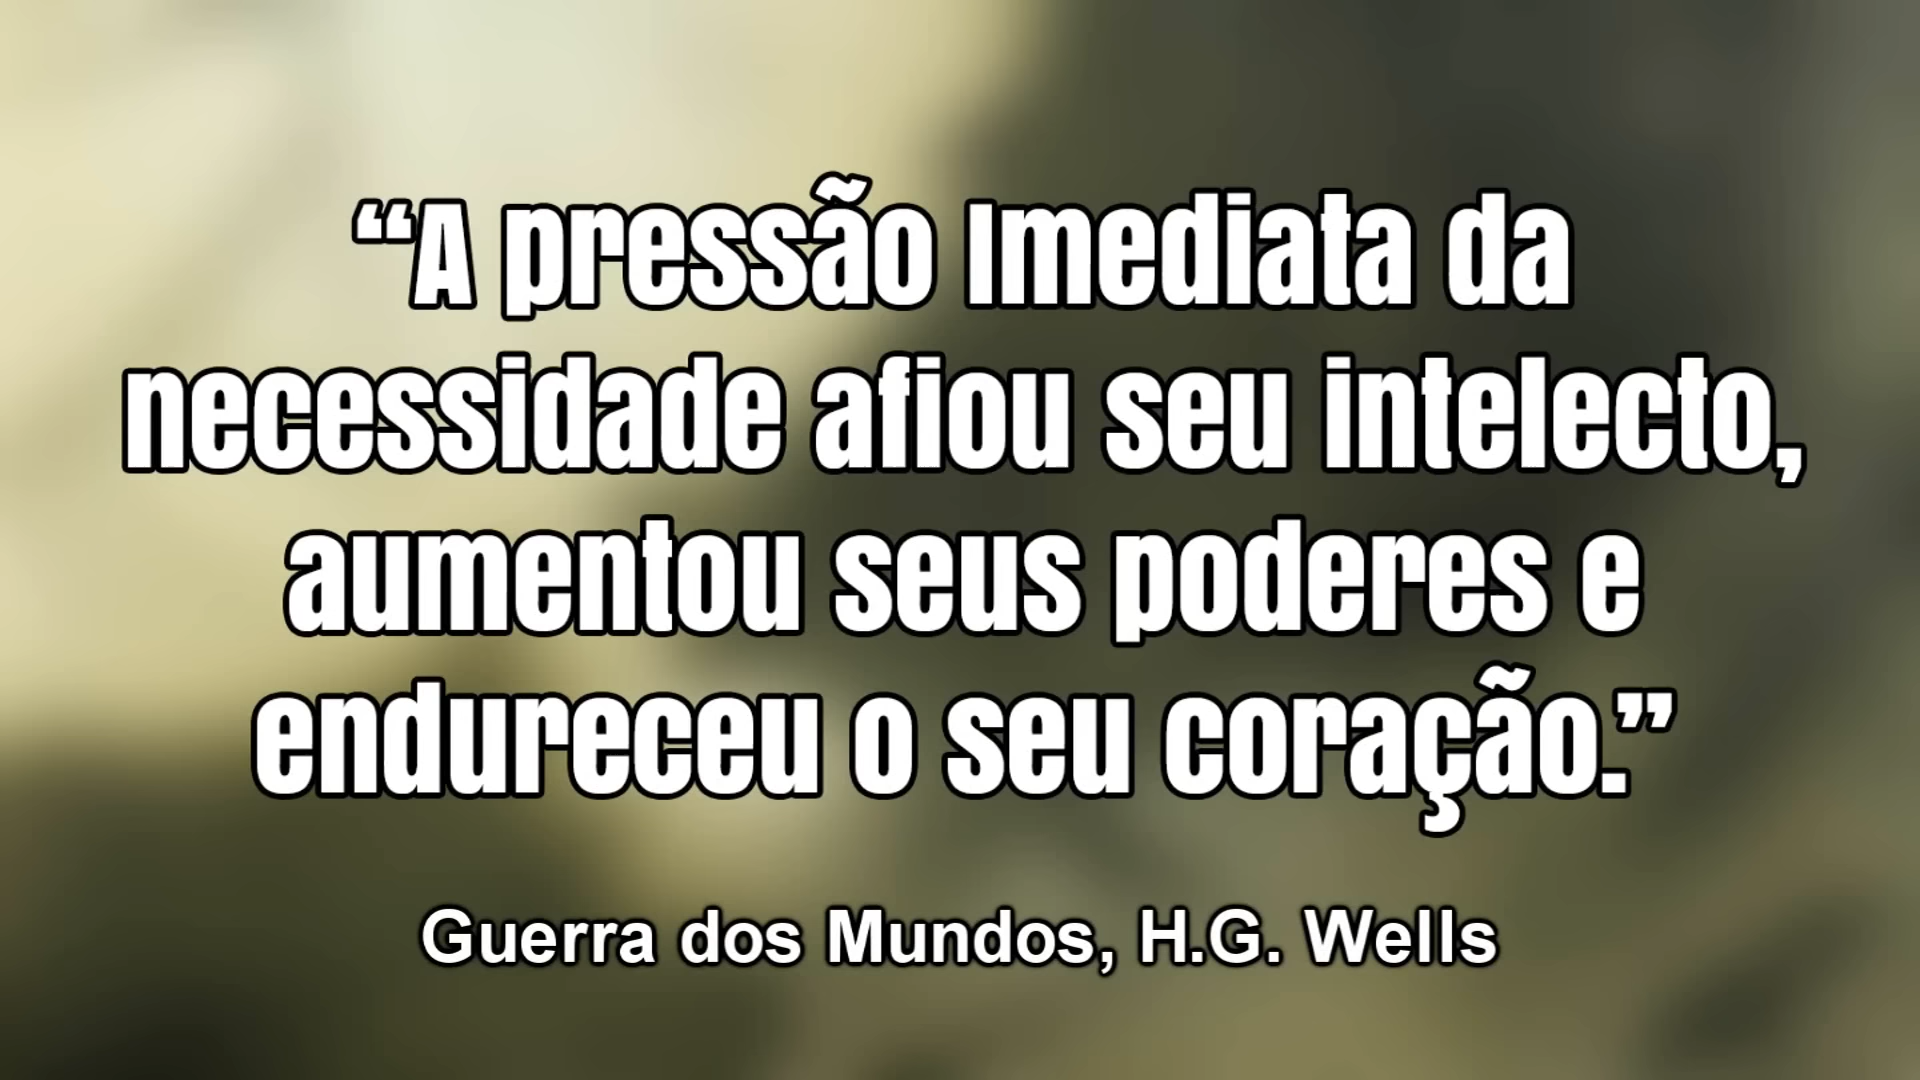 “A pressão Imediata da
necessidade afiou seu intelecto,
aumentou seus poderes e
endureceu o seu coração.”
Guerra dos Mundos, H.G. Wells